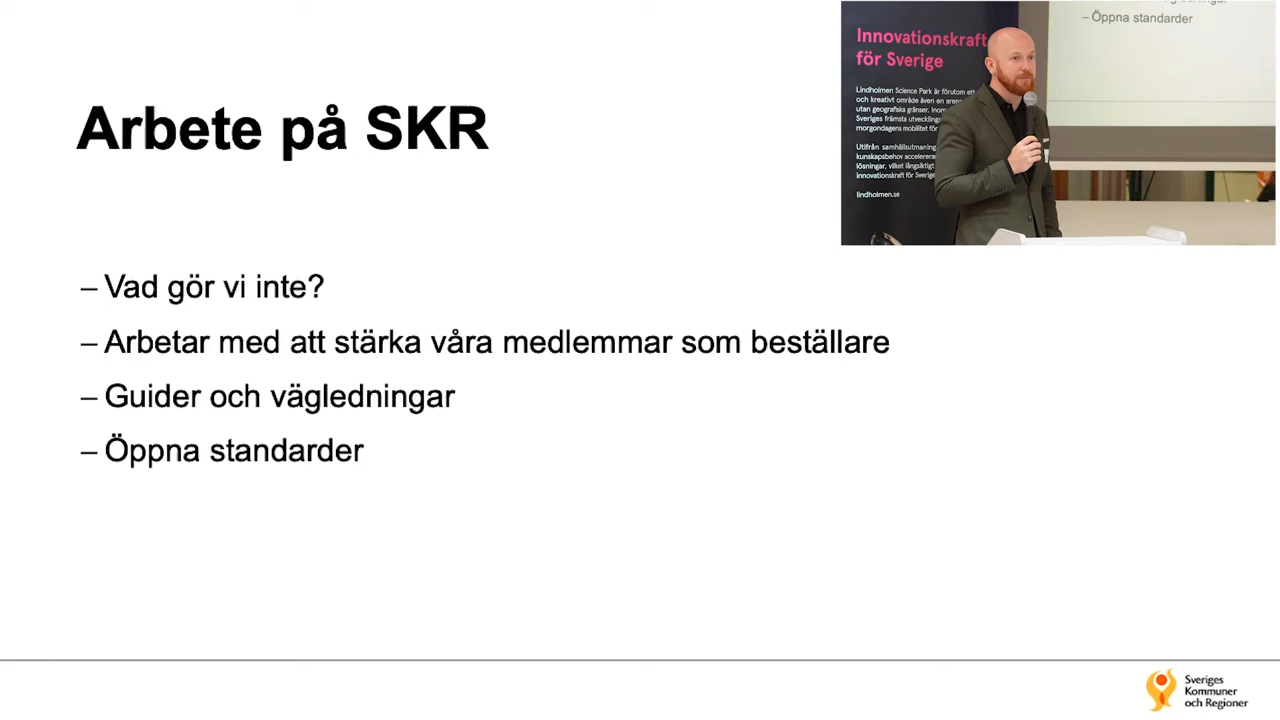 Arbete på SKR
– Vad gör vi inte?
– Arbetar med att stärka våra medlemmar som beställare
– Guider och vägledningar
– Öppna standarder
– Öppna standarder
Innovationskraft
för Sverige
Lindholmen Science Park är förutom ett
och kreativt område även en arena
utan geografiska gränser. Inom
Sveriges främsta utvecklings
morgondagens mobilitet för
Utifrån samhällsutmaning
kunskapsbehov accelererar
lösningar, vilket långsiktigt
innovationskraft för Sverige
lindholmen.se
Sveriges
Kommuner
och Regioner